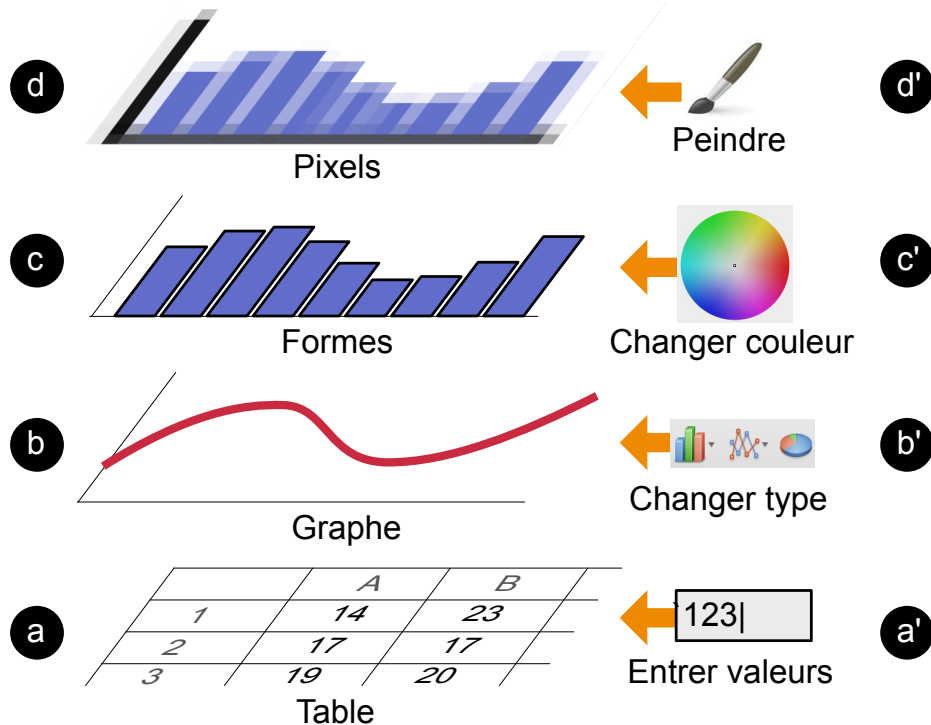 d
d'
Pixels
Peindre
c
c'
Formes
Changer couleur
b
b'
Graphe
Changer type
a
a'
A B
1 14 23
2 17 17
3 19 20
123|
Entrer valeurs
Table